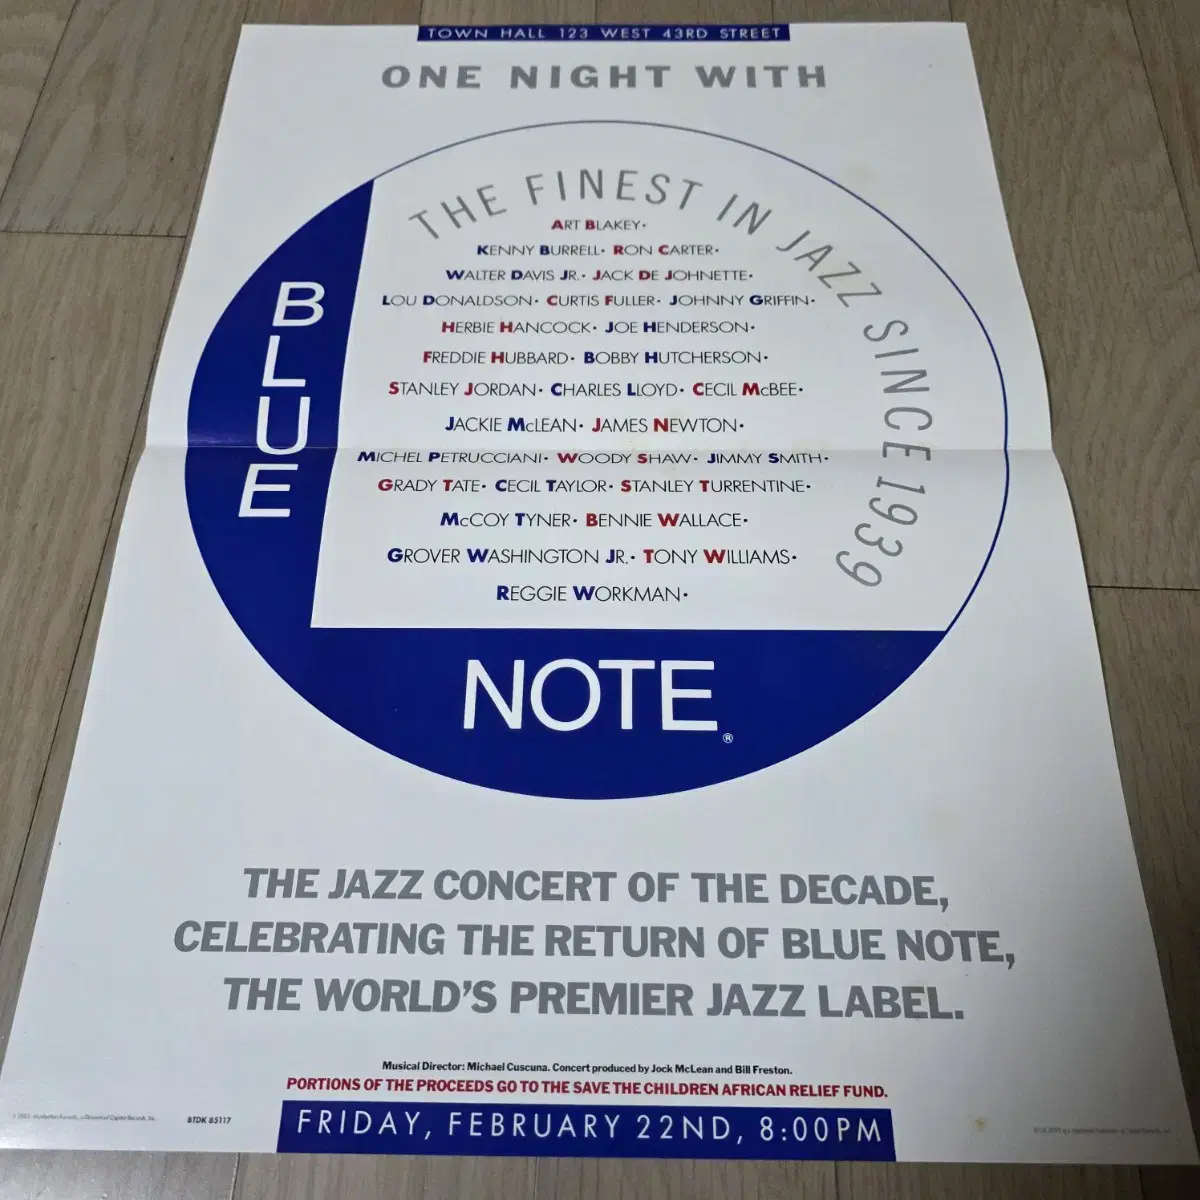 TOWN HALL 123 WEST 43RD STREET
ONE NIGHT WITH
THE FINEST IN JAZZ SINCE 1939
ART BLAKEY•
KENNY BURRELL• RON CARTER•
WALTER DAVIS JR.• JACK DE JOHNETTE•
LOU DONALDSON• CURTIS FULLER• JOHNNY GRIFFIN•
HERBIE HANCOCK• JOE HENDERSON•
FREDDIE HUBBARD• BOBBY HUTCHERSON•
STANLEY JORDAN• CHARLES LLOYD• CECIL McBEE•
JACKIE McLEAN• JAMES NEWTON•
MICHEL PETRUCCIANI• WOODY SHAW• JIMMY SMITH•
GRADY TATE• CECIL TAYLOR• STANLEY TURRENTINE•
McCOY TYNER• BENNIE WALLACE•
GROVER WASHINGTON JR.• TONY WILLIAMS•
REGGIE WORKMAN•
BLUE
NOTE®
THE JAZZ CONCERT OF THE DECADE,
CELEBRATING THE RETURN OF BLUE NOTE,
THE WORLD'S PREMIER JAZZ LABEL.
Musical Director: Michael Cuscuna. Concert produced by Jock McLean and Bill Freston.
PORTIONS OF THE PROCEEDS GO TO THE SAVE THE CHILDREN AFRICAN RELIEF FUND.
FRIDAY, FEBRUARY 22ND, 8:00PM
BTDK 85117